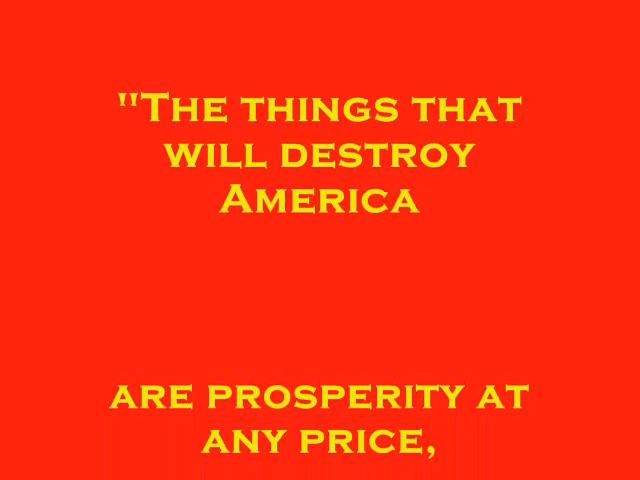 "The things that
will destroy
America
are prosperity at
any price,